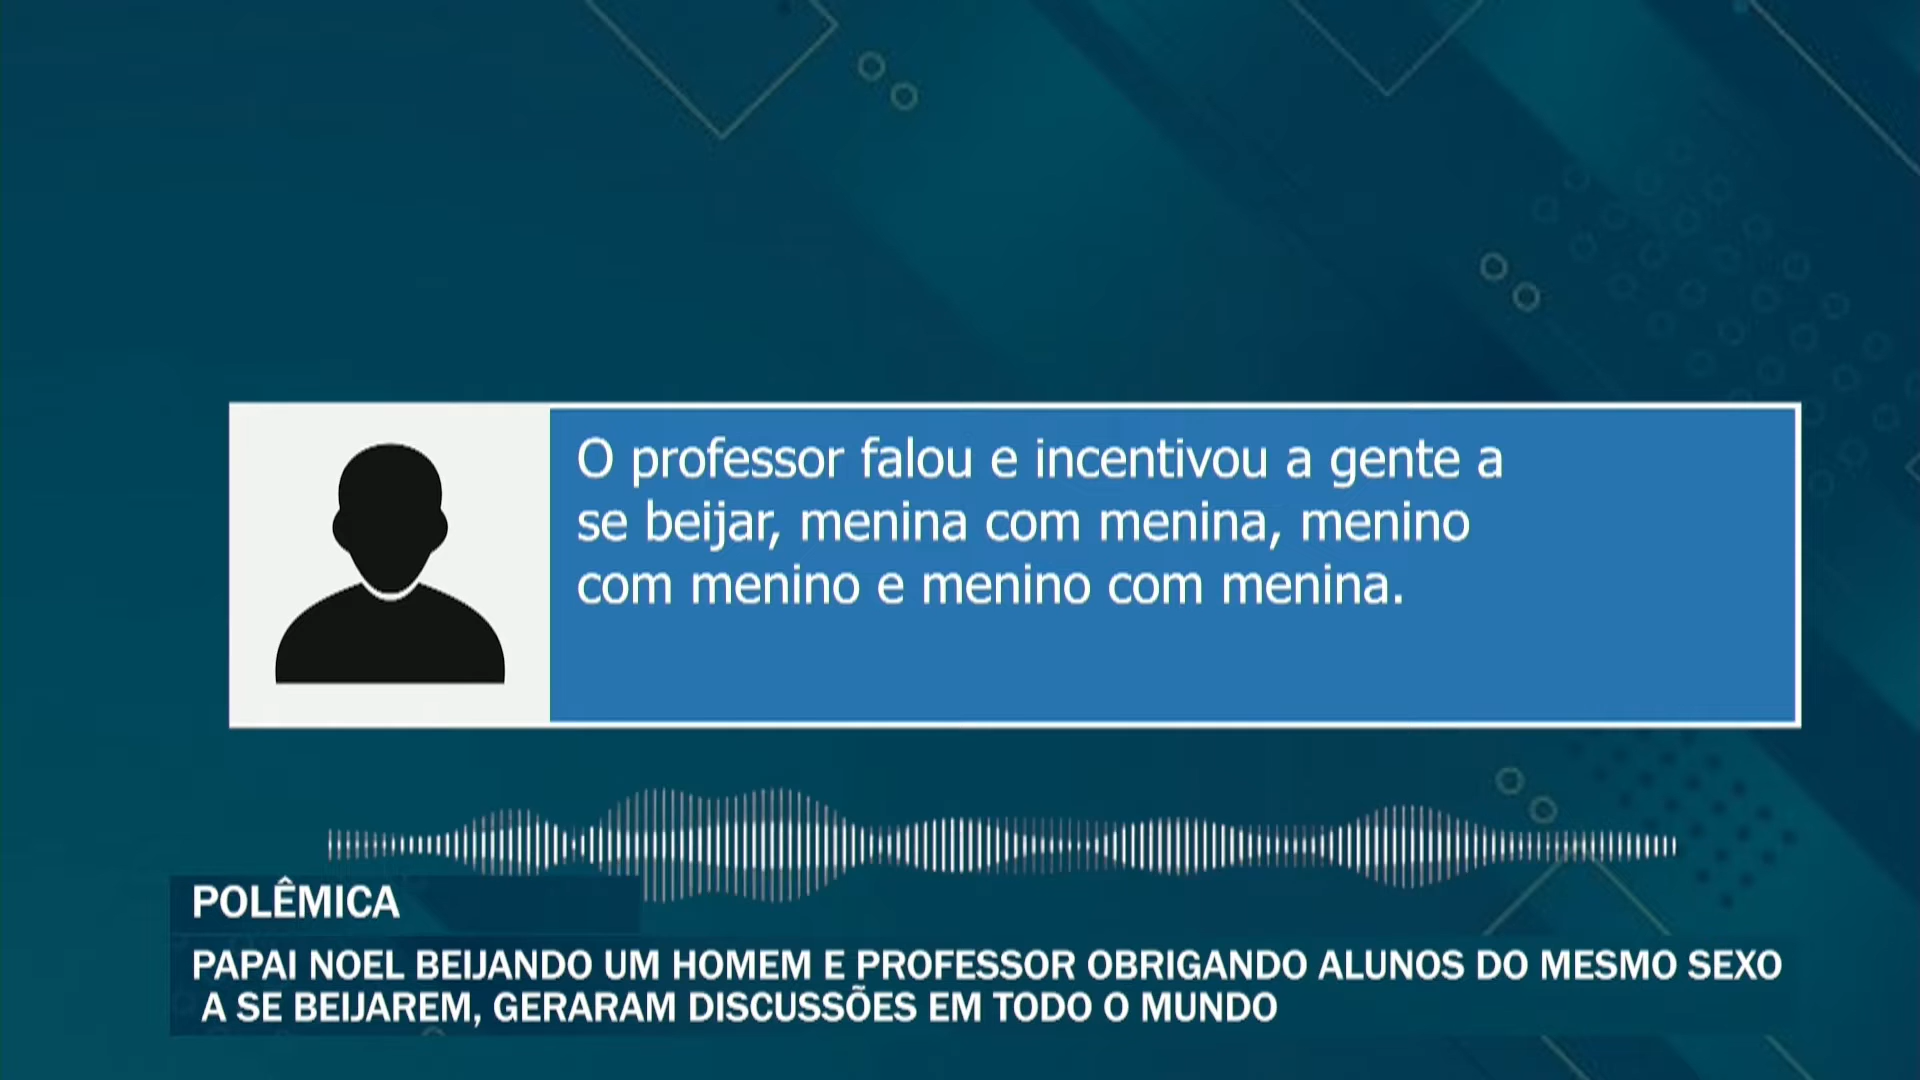 O professor falou e incentivou a gente a
se beijar, menina com menina, menino
com menino e menino com menina.
POLÊMICA
PAPAI NOEL BEIJANDO UM HOMEM E PROFESSOR OBRIGANDO ALUNOS DO MESMO SEXO
A SE BEIJAREM, GERARAM DISCUSSÕES EM TODO O MUNDO